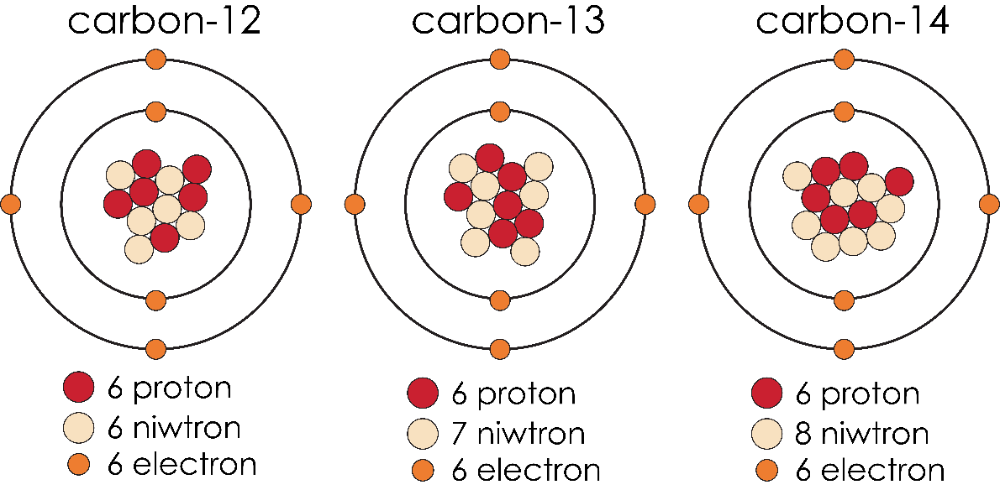 carbon-12
6 proton
6 niwtron
6 electron
carbon-13
6 proton
7 niwtron
6 electron
carbon-14
6 proton
8 niwtron
6 electron